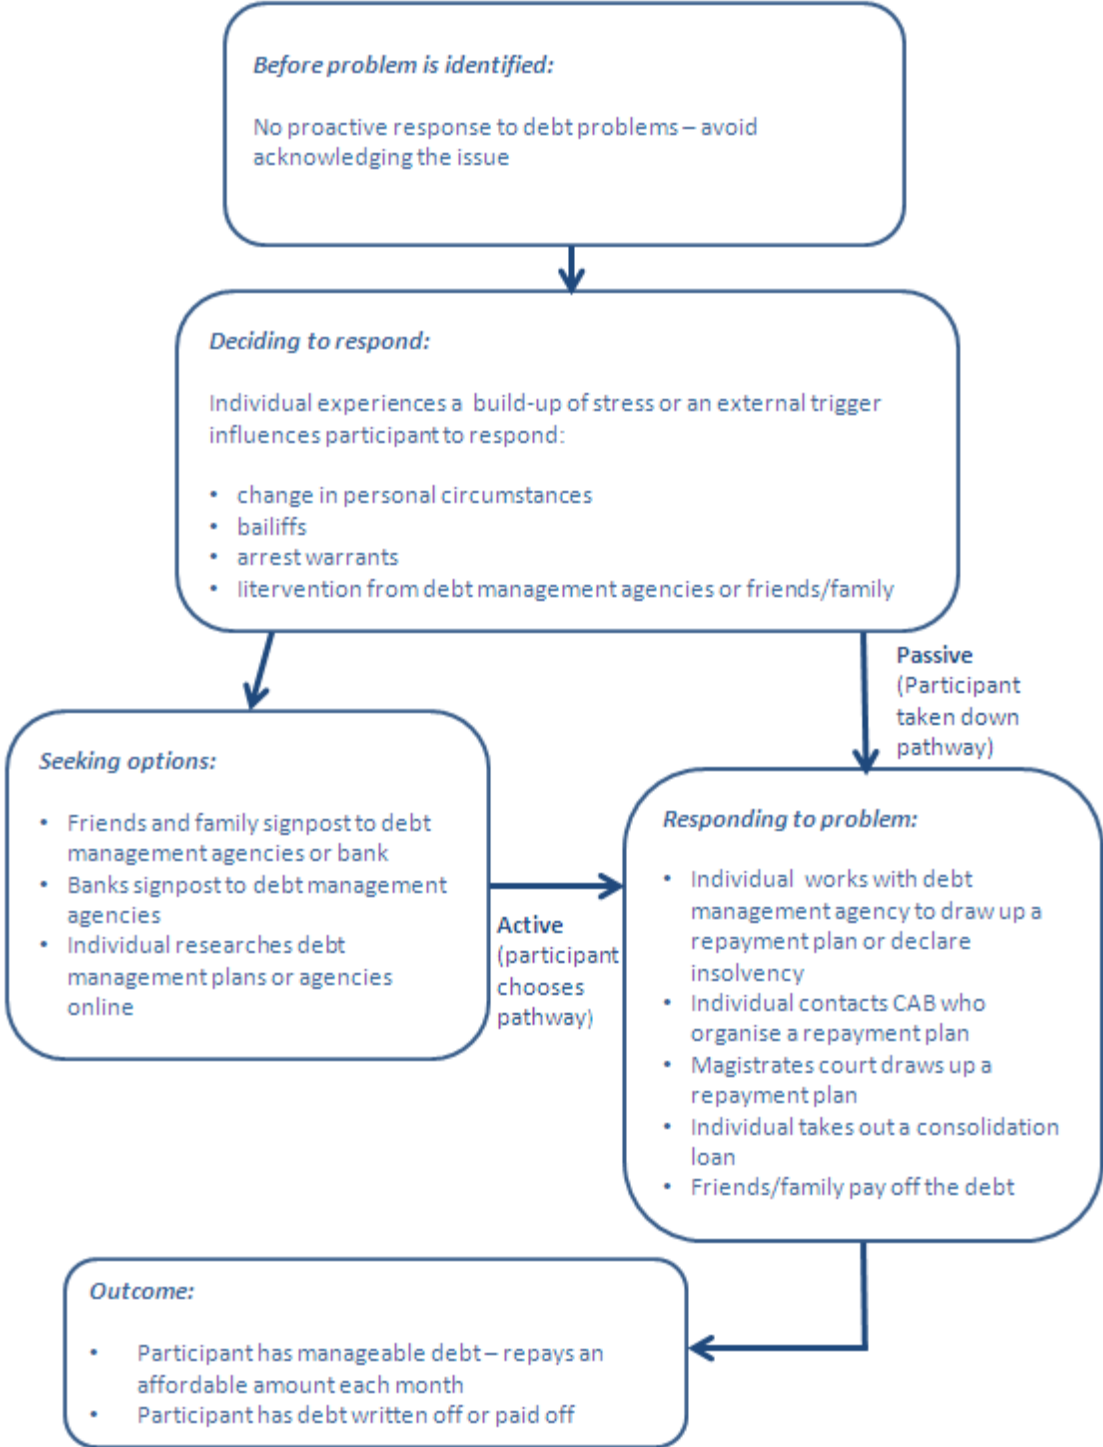 Before problem is identified:
No proactive response to debt problems – avoid
acknowledging the issue
Deciding to respond:
Individual experiences a build-up of stress or an external trigger
influences participant to respond:
• change in personal circumstances
• bailiffs
• arrest warrants
• Iitervention from debt management agencies or friends/family
Passive
(Participant
taken down
pathway)
Seeking options:
• Friends and family signpost to debt
management agencies or bank
• Banks signpost to debt management
agencies
• Individual researches debt
management plans or agencies
online
Active
(participant
chooses
pathway)
Responding to problem:
• Individual works with debt
management agency to draw up a
repayment plan or declare
insolvency
• Individual contacts CAB who
organise a repayment plan
• Magistrates court draws up a
repayment plan
• Individual takes out a consolidation
loan
• Friends/family pay off the debt
Outcome:
• Participant has manageable debt – repays an
affordable amount each month
• Participant has debt written off or paid off